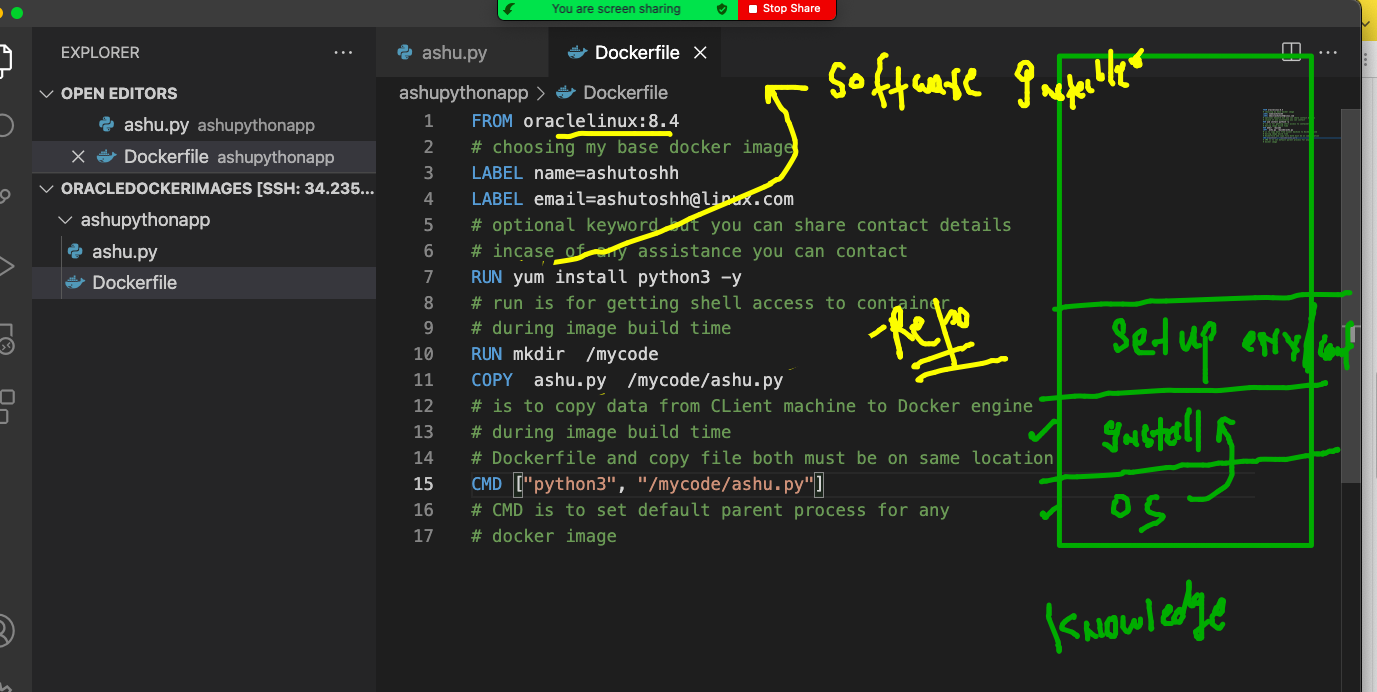 You are screen sharing
Stop Share
EXPLORER
ashu.py
Dockerfile
OPEN EDITORS
ashu.py ashupythonapp
Dockerfile ashupythonapp
ORACLEDOCKERIMAGES [SSH: 34.235...
ashupythonapp
ashu.py
Dockerfile
ashupythonapp > Dockerfile
Software
1 FROM oraclelinux:8.4
2 # choosing my base docker image
3 LABEL name=ashutoshh
4 LABEL email=ashutoshh@linux.com
5 # optional keyword but you can share contact details
6 # incase of any assistance you can contact
7 RUN yum install python3 -y
8 # run is for getting shell access to container
9 # during image build time
10 RUN mkdir  /mycode
11 COPY  ashu.py  /mycode/ashu.py
12 # is to copy data from CLient machine to Docker engine
13 # during image build time
14 # Dockerfile and copy file both must be on same location
15 CMD ["python3", "/mycode/ashu.py"]
16 # CMD is to set default parent process for any
17 # docker image
Repo
Setup
Install
OS
Knowledge